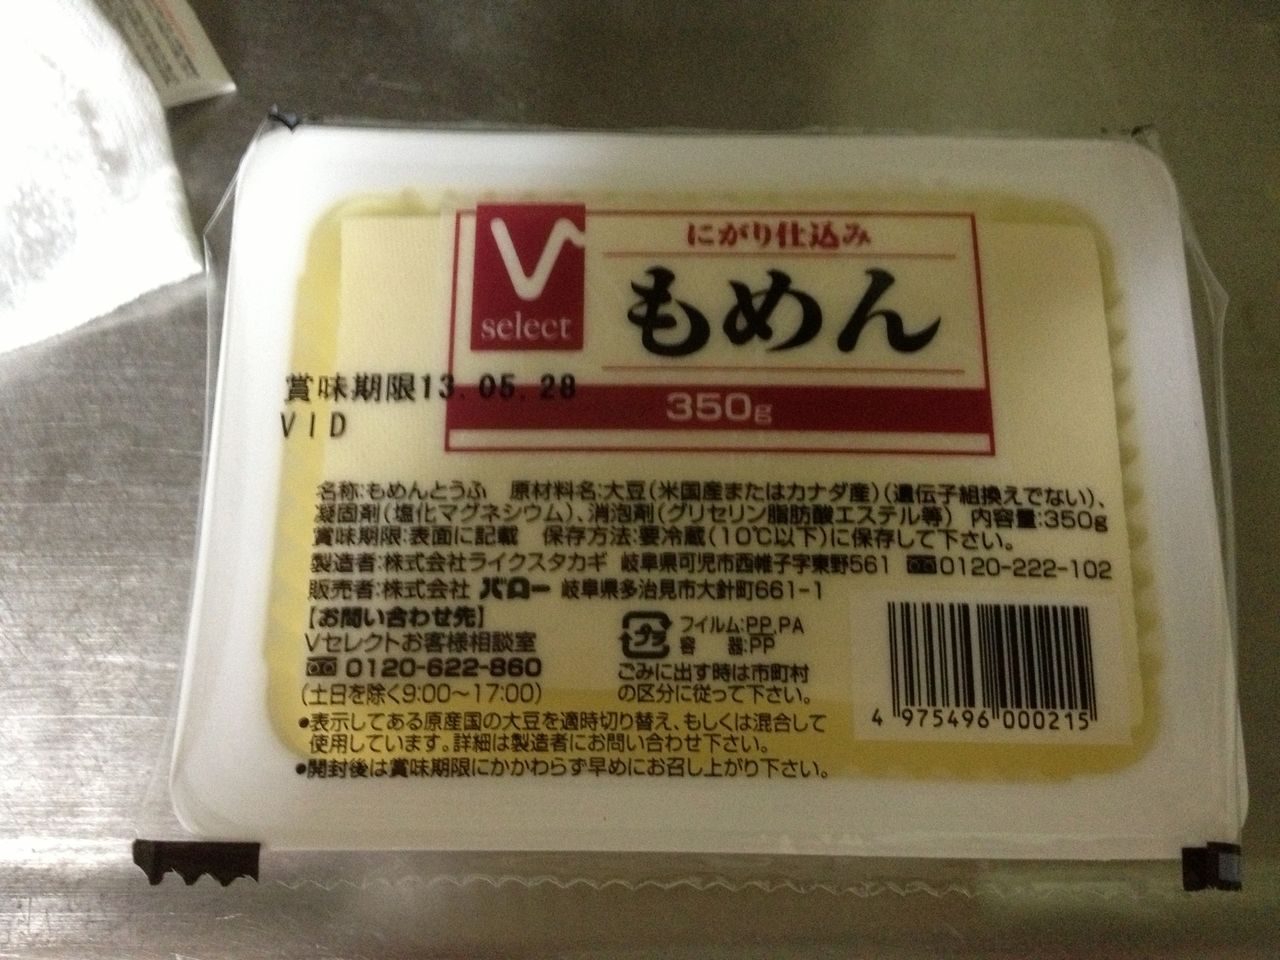 V
select
にがり仕込み
もめん
賞味期限13.05.28
VID
350g
名称:もめんとうふ 原材料名:大豆(米国産またはカナダ産)(遺伝子組換えでない)、
凝固剤(塩化マグネシウム)、消泡剤(グリセリン脂肪酸エステル等) 内容量:350g
賞味期限:表面に記載 保存方法:要冷蔵(10℃以下)に保存して下さい。
製造者:株式会社ライクスタカギ 岐阜県可児市西帷子字東野561 0120-222-102
販売者:株式会社 バロー 岐阜県多治見市大針町661-1
【お問い合わせ先】
Vセレクトお客様相談室
0120-622-860
(土日を除く9:00〜17:00)
プラ
フイルム:PP,PA
容器:PP
ごみに出す時は市町村
の区分に従って下さい。
4 975496 000215
●表示してある原産国の大豆を適時切り替え、もしくは混合して
使用しています。詳細は製造者にお問い合わせ下さい。
●開封後は賞味期限にかかわらず早めにお召し上がり下さい。